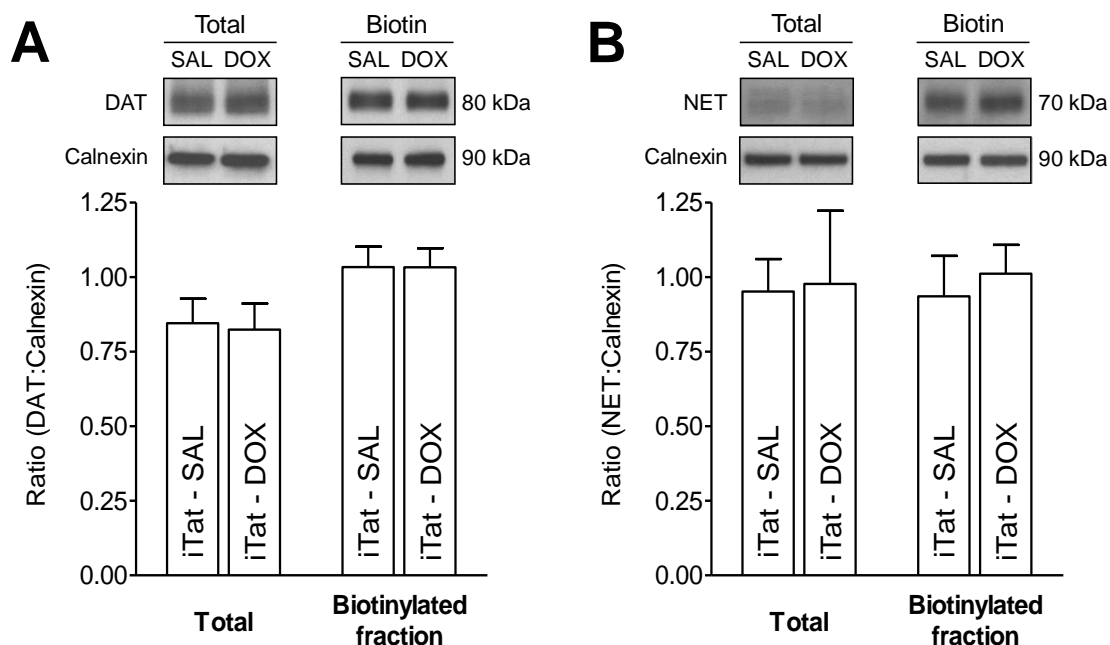 A
Total
Biotin
SAL DOX
SAL DOX
DAT
80 kDa
Calnexin
90 kDa
Ratio (DAT:Calnexin)
1.25
1.00
0.75
0.50
0.25
0.00
iTat - SAL
iTat - DOX
iTat - SAL
iTat - DOX
Total
Biotinylated
fraction
B
Total
Biotin
SAL DOX
SAL DOX
NET
70 kDa
Calnexin
90 kDa
Ratio (NET:Calnexin)
1.25
1.00
0.75
0.50
0.25
0.00
iTat - SAL
iTat - DOX
iTat - SAL
iTat - DOX
Total
Biotinylated
fraction